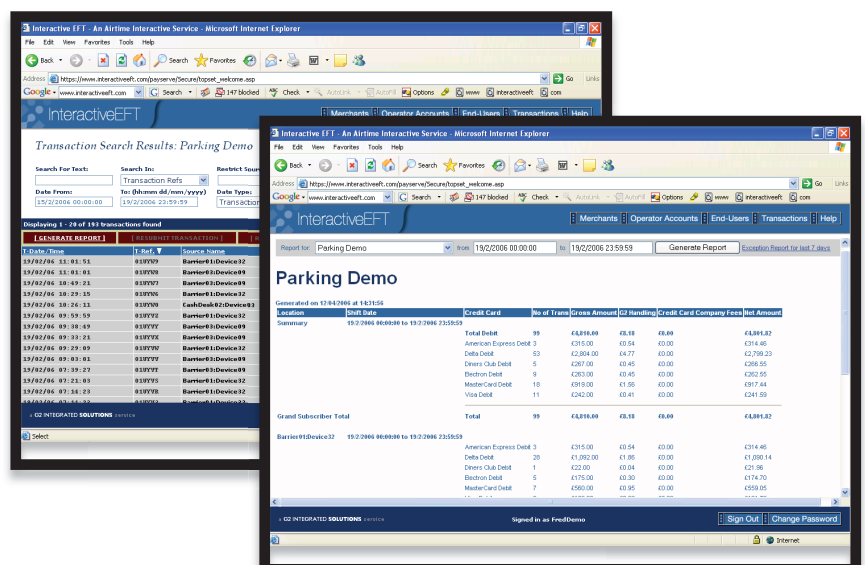 Interactive EFT - An Airtime Interactive Service - Microsoft Internet Explorer
File Edit View Favorites Tools Help
Back Search Favorites
Address https://www.interactiveeft.com/payserve/Secure/topset_welcome.asp Go Links
Google www.interactiveeft.com Search 147 blocked Check AutoLink AutoFill Options www interactiveeft com
InteractiveEFT Merchants Operator Accounts End-Users Transactions Help
Transaction Search Results: Parking Demo
Search For Text: Search In: Restrict Sour
Transaction Refs
Date From: To: (hh:mm dd/mm/yyyy) Date Type:
15/2/2006 00:00:00 19/2/2006 23:59:59 Transaction
Displaying 1 - 20 of 193 transactions found
[ GENERATE REPORT ] [ RESUBMIT TRANSACTION ]
T-Date/Time T-Ref. Source Name
19/02/06 11:01:51 01UYW9 Barrier01:Device32
19/02/06 11:01:01 01UYW8 Barrier03:Device09
19/02/06 10:49:21 01UYW7 Barrier03:Device09
19/02/06 10:29:15 01UYW6 Barrier01:Device32
19/02/06 10:26:11 CashDesk02:Device03
19/02/06 09:59:59 Barrier01:Device32
19/02/06 09:38:49 01UYVY Barrier03:Device09
19/02/06 09:33:21 01UYVX Barrier03:Device09
19/02/06 09:29:09 Barrier01:Device32
19/02/06 09:03:01 Barrier03:Device09
19/02/06 07:39:27 01UYVT Barrier03:Device09
19/02/06 07:21:03 01UYVS Barrier01:Device32
19/02/06 07:16:23 Barrier01:Device32
a G2 INTEGRATED SOLUTIONS service
Select
Interactive EFT - An Airtime Interactive Service - Microsoft Internet Explorer
File Edit View Favorites Tools Help
Back Search Favorites
Address https://www.interactiveeft.com/payserve/Secure/topset_welcome.asp Go Links
Google www.interactiveeft.com Search 147 blocked Check AutoLink AutoFill Options www interactiveeft com
InteractiveEFT Merchants Operator Accounts End-Users Transactions Help
Report for: Parking Demo from 19/2/2006 00:00:00 to 19/2/2006 23:59:59 Generate Report Exception Report for last 7 days
Parking Demo
Generated on 12/04/2006 at 14:31:56
Location Shift Date Credit Card No of Trans Gross Amount G2 Handling Credit Card Company Fees Net Amount
Summary 19/2/2006 00:00:00 to 19/2/2006 23:59:59
Total Debit 99 £4,810.00 £8.18 £0.00 £4,801.82
American Express Debit 3 £315.00 £0.54 £0.00 £314.46
Delta Debit 53 £2,804.00 £4.77 £0.00 £2,799.23
Diners Club Debit 5 £267.00 £0.45 £0.00 £266.55
Electron Debit 9 £263.00 £0.45 £0.00 £262.55
MasterCard Debit 18 £919.00 £1.56 £0.00 £917.44
Visa Debit 11 £242.00 £0.41 £0.00 £241.59
Grand Subscriber Total Total 99 £4,810.00 £8.18 £0.00 £4,801.82
Barrier01:Device32 19/2/2006 00:00:00 to 19/2/2006 23:59:59
American Express Debit 3 £315.00 £0.54 £0.00 £314.46
Delta Debit 28 £1,092.00 £1.86 £0.00 £1,090.14
Diners Club Debit 1 £22.00 £0.04 £0.00 £21.96
Electron Debit 5 £175.00 £0.30 £0.00 £174.70
MasterCard Debit 7 £560.00 £0.95 £0.00 £559.05
a G2 INTEGRATED SOLUTIONS service Signed in as FredDemo Sign Out Change Password
Internet